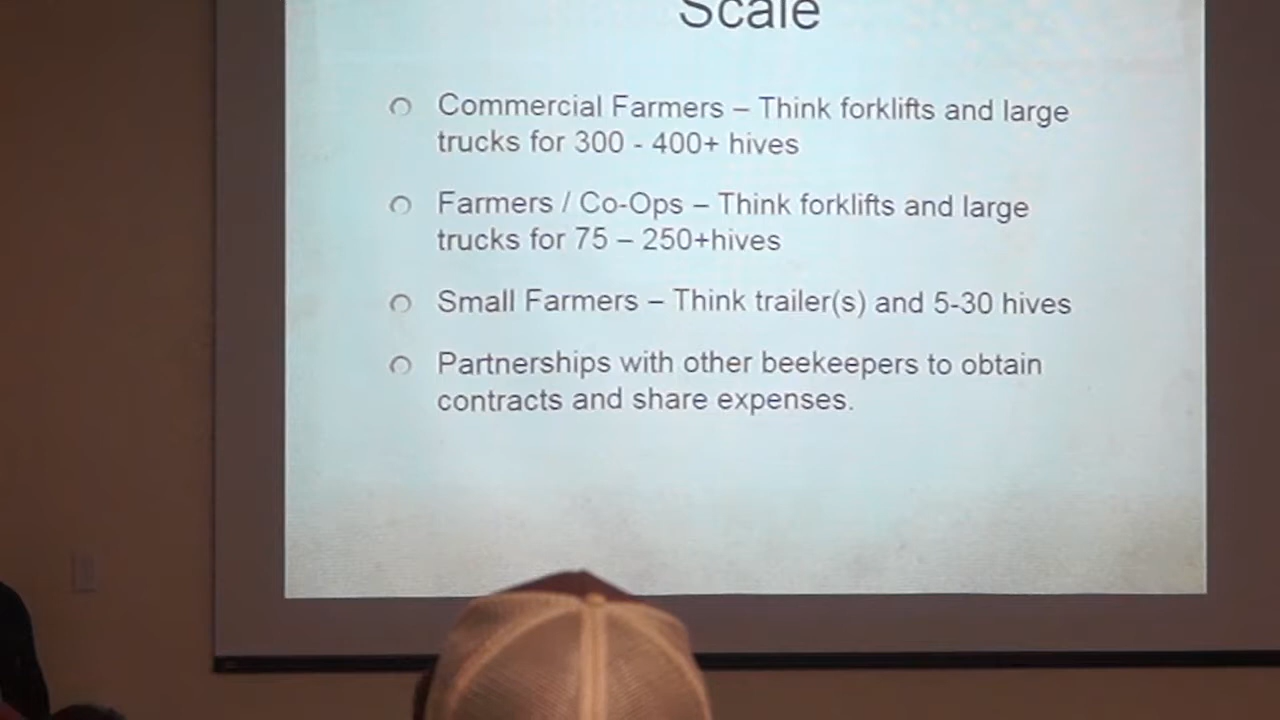 Scale
Commercial Farmers – Think forklifts and large
trucks for 300 - 400+ hives
Farmers / Co-Ops – Think forklifts and large
trucks for 75 – 250+hives
Small Farmers – Think trailer(s) and 5-30 hives
Partnerships with other beekeepers to obtain
contracts and share expenses.